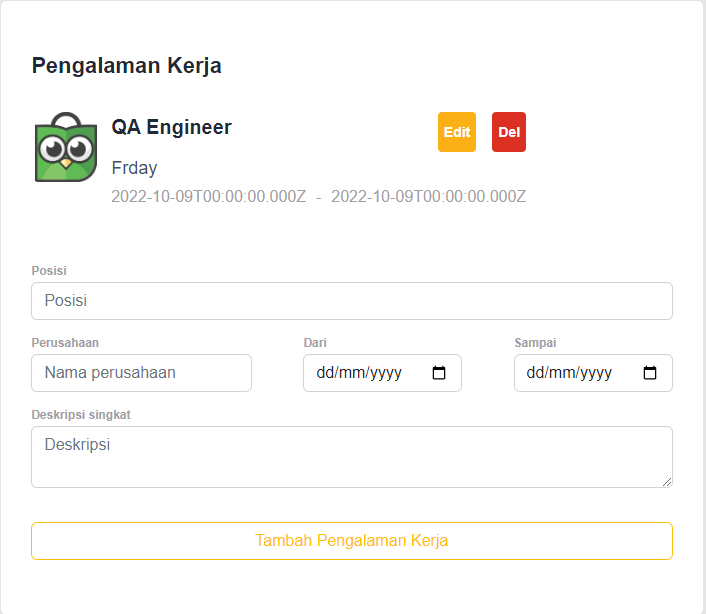 Pengalaman Kerja
QA Engineer
Edit
Del
Frday
2022-10-09T00:00:00.000Z - 2022-10-09T00:00:00.000Z
Posisi
Posisi
Perusahaan
Dari
Sampai
Nama perusahaan
dd/mm/yyyy
dd/mm/yyyy
Deskripsi singkat
Deskripsi
Tambah Pengalaman Kerja